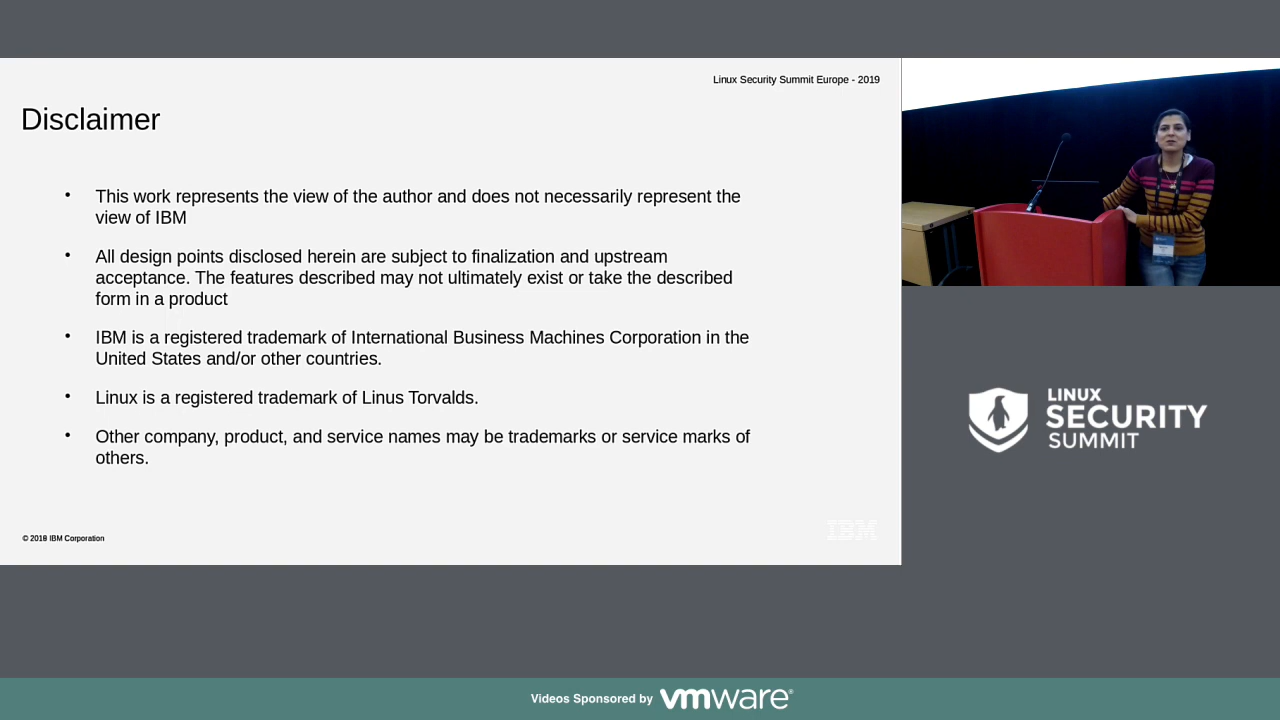 Linux Security Summit Europe - 2019
Disclaimer
• This work represents the view of the author and does not necessarily represent the
view of IBM
• All design points disclosed herein are subject to finalization and upstream
acceptance. The features described may not ultimately exist or take the described
form in a product
• IBM is a registered trademark of International Business Machines Corporation in the
United States and/or other countries.
• Linux is a registered trademark of Linus Torvalds.
• Other company, product, and service names may be trademarks or service marks of
others.
IBM
LINUX
SECURITY
SUMMIT
Videos Sponsored by vmware®